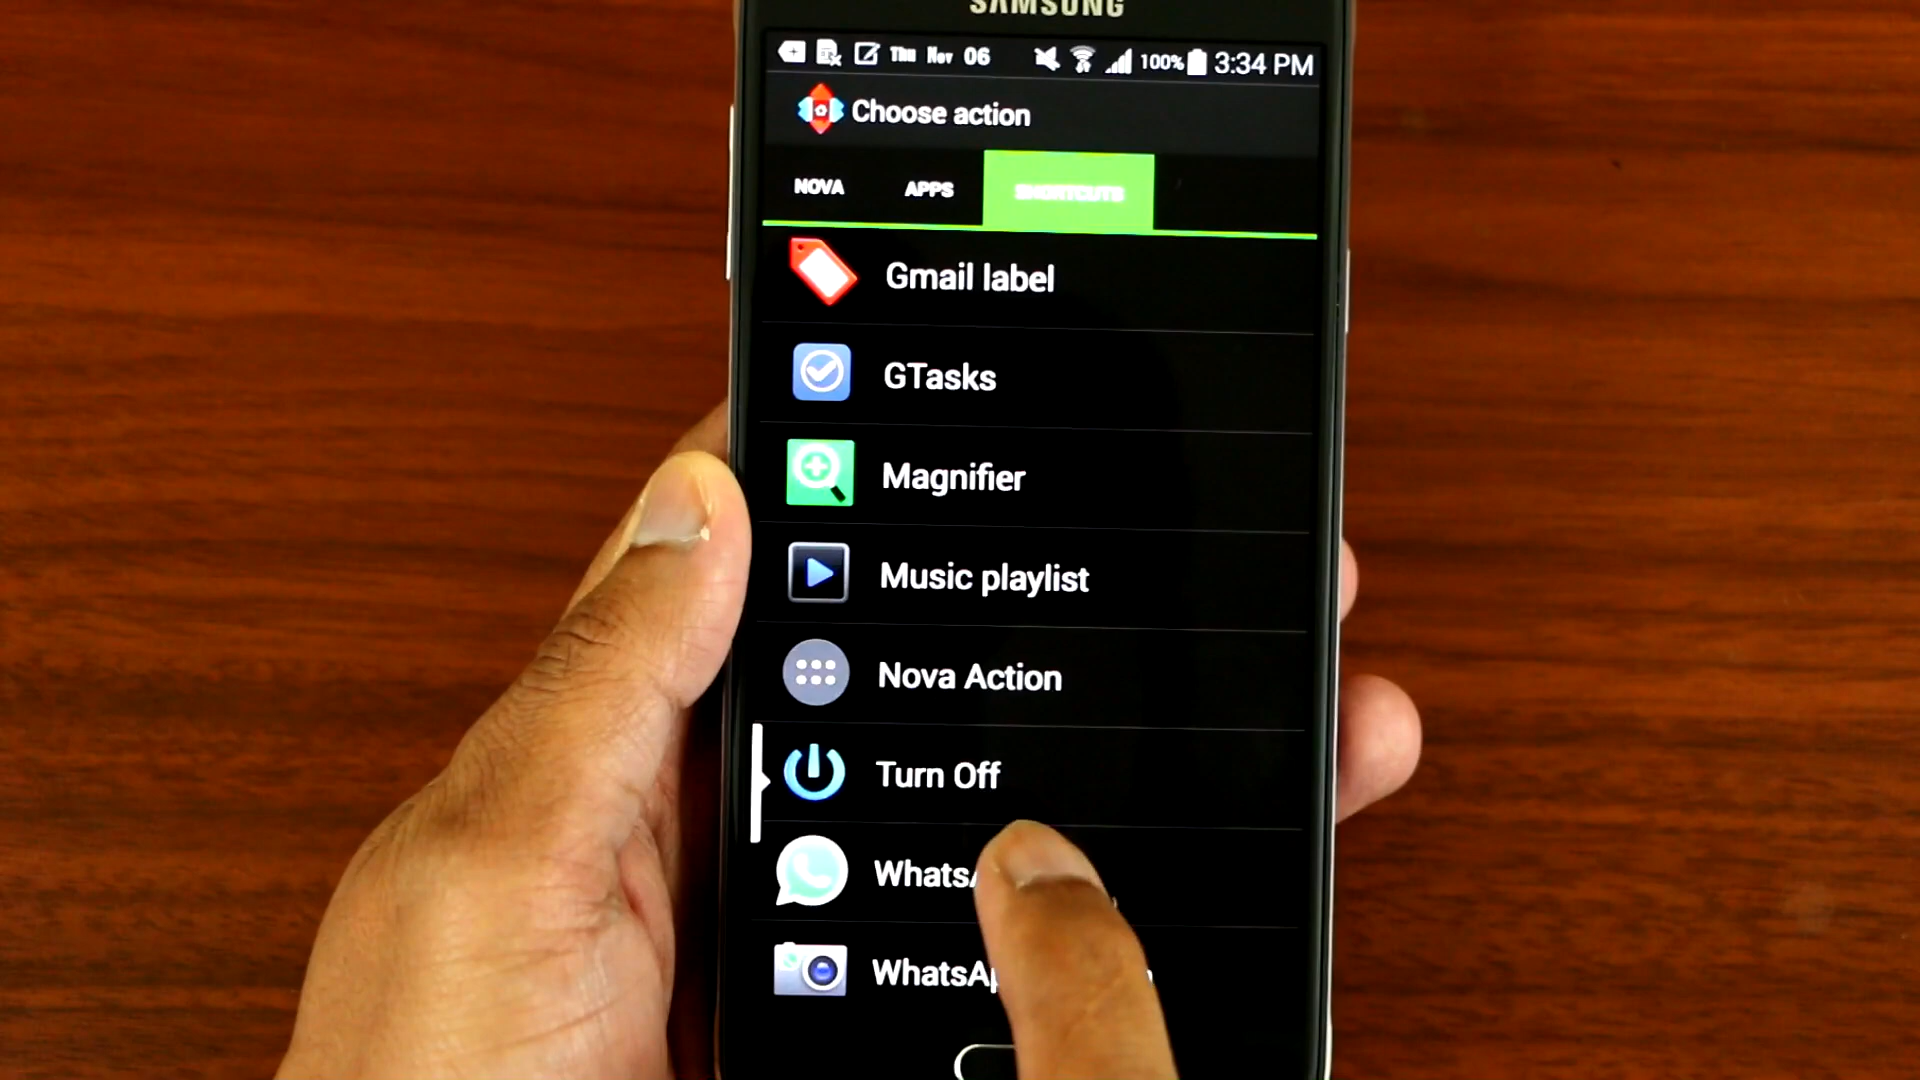 SAMSUNG
Thu Nov 06 100% 3:34 PM
Choose action
NOVA APPS SHORTCUTS
Gmail label
GTasks
Magnifier
Music playlist
Nova Action
Turn Off
WhatsA
WhatsAp